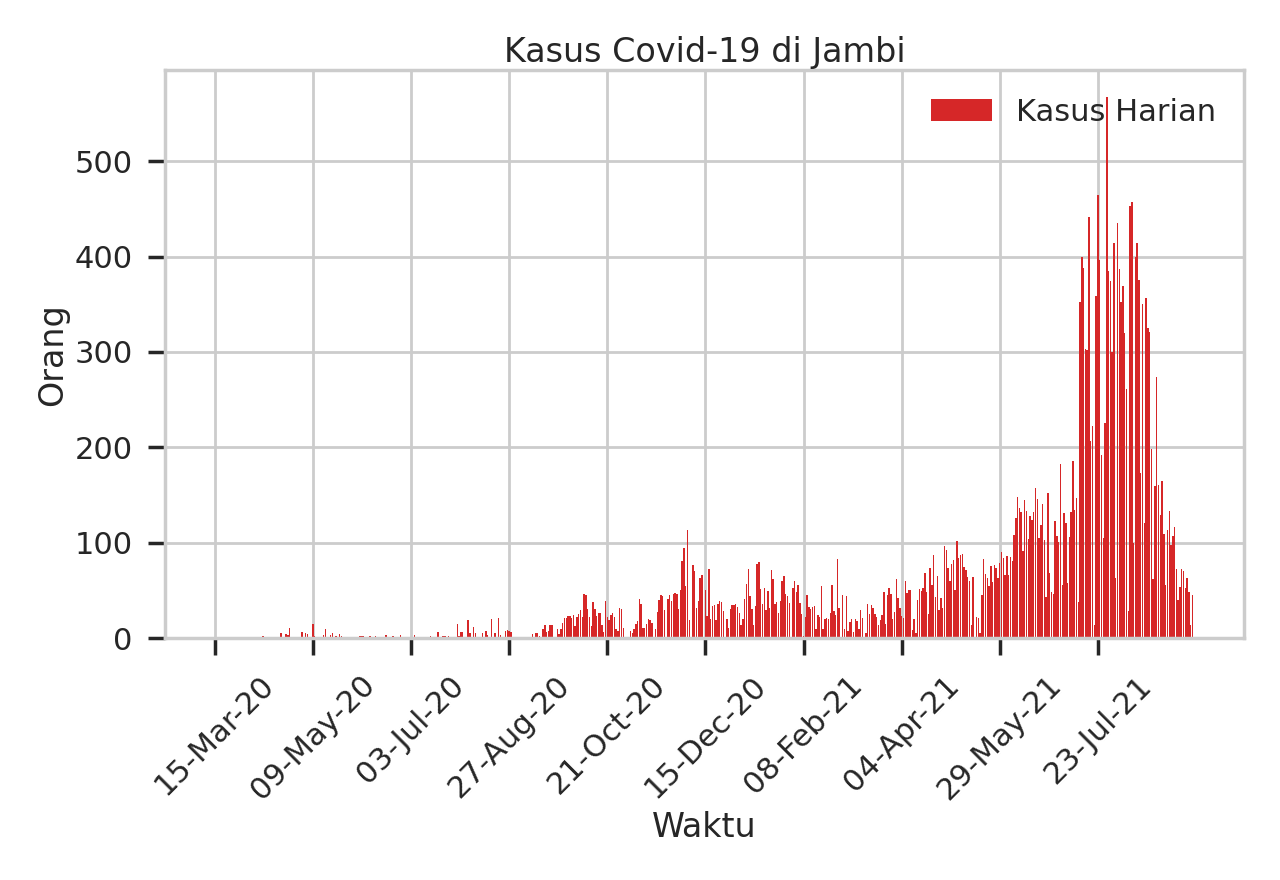 Kasus Covid-19 di Jambi
Kasus Harian
Orang
500
400
300
200
100
0
15-Mar-20
09-May-20
03-Jul-20
27-Aug-20
21-Oct-20
15-Dec-20
08-Feb-21
04-Apr-21
29-May-21
23-Jul-21
Waktu